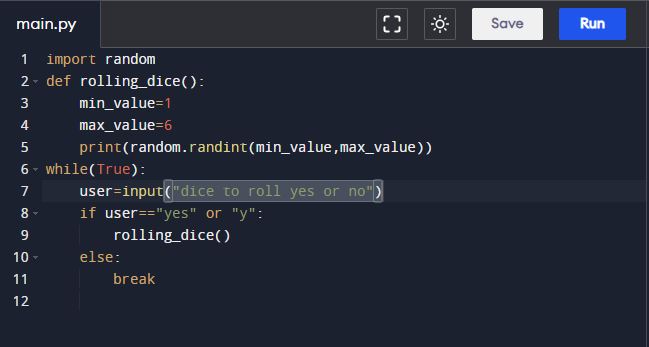 main.py Save Run
1 import random
2 def rolling_dice():
3     min_value=1
4     max_value=6
5     print(random.randint(min_value,max_value))
6 while(True):
7     user=input("dice to roll yes or no")
8     if user=="yes" or "y":
9         rolling_dice()
10     else:
11         break
12